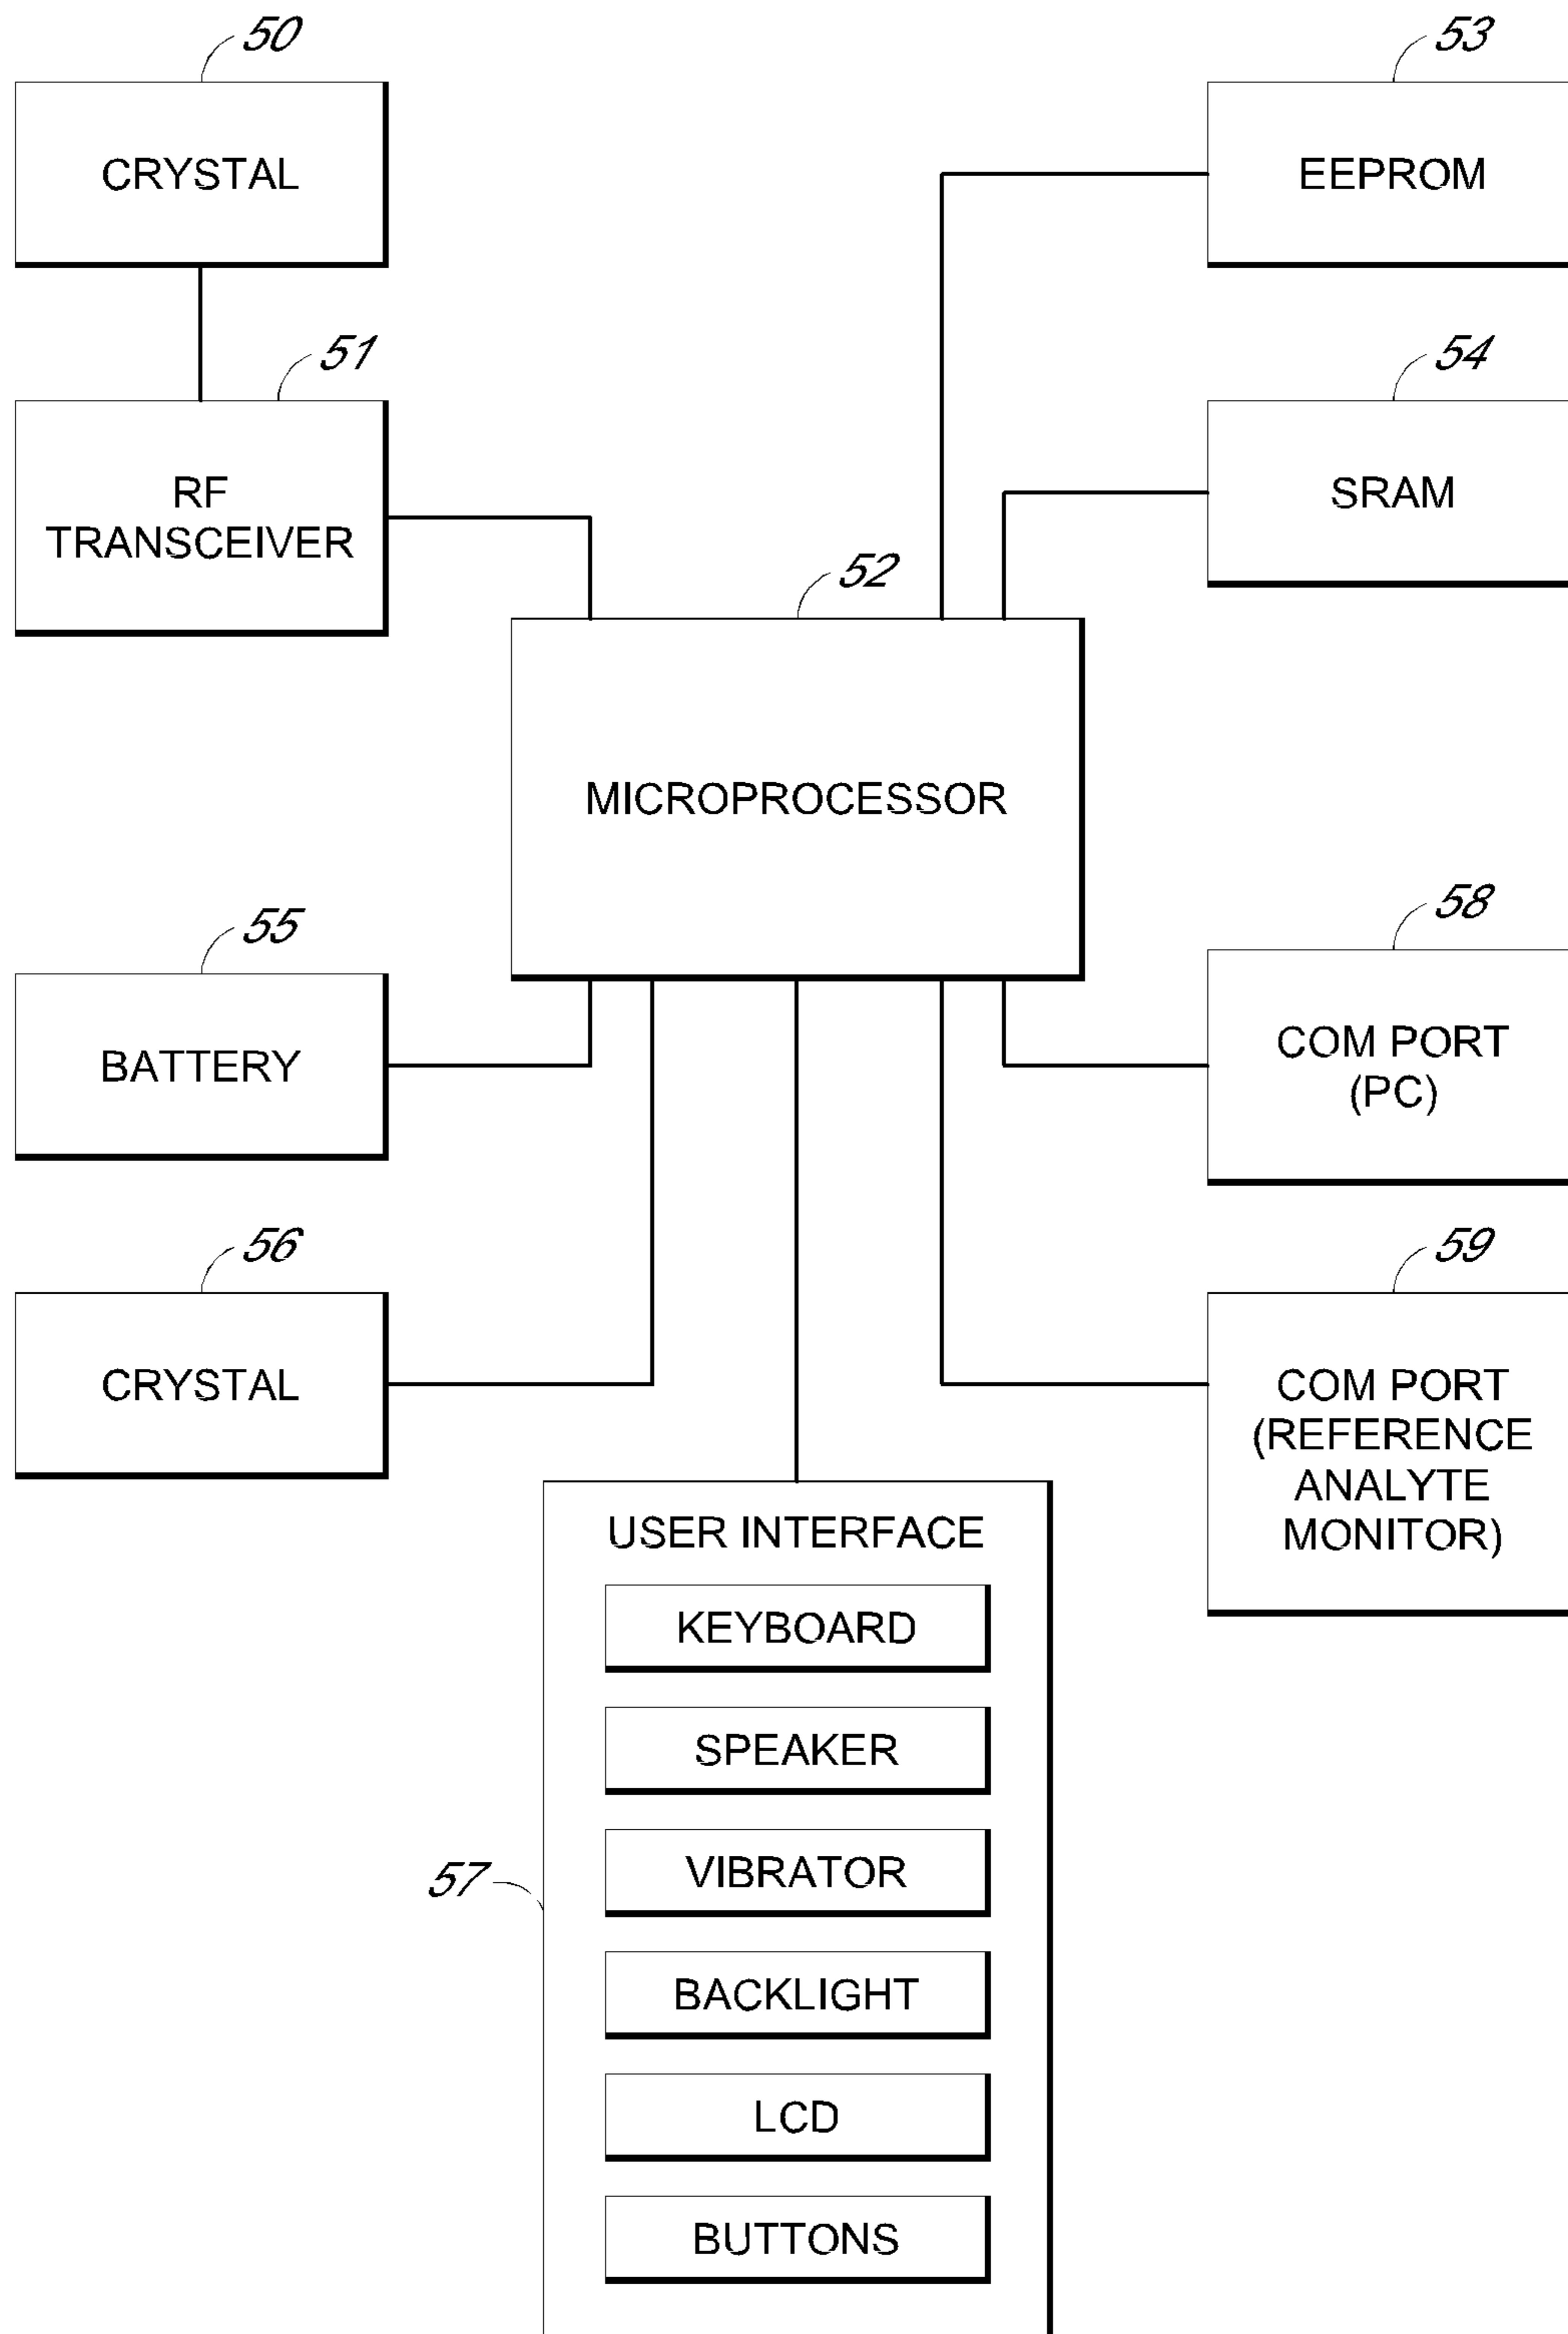 50
CRYSTAL
53
EEPROM
51
RF
TRANSCEIVER
54
SRAM
52
MICROPROCESSOR
55
BATTERY
58
COM PORT
(PC)
56
CRYSTAL
59
COM PORT
(REFERENCE
ANALYTE
MONITOR)
57
USER INTERFACE
KEYBOARD
SPEAKER
VIBRATOR
BACKLIGHT
LCD
BUTTONS